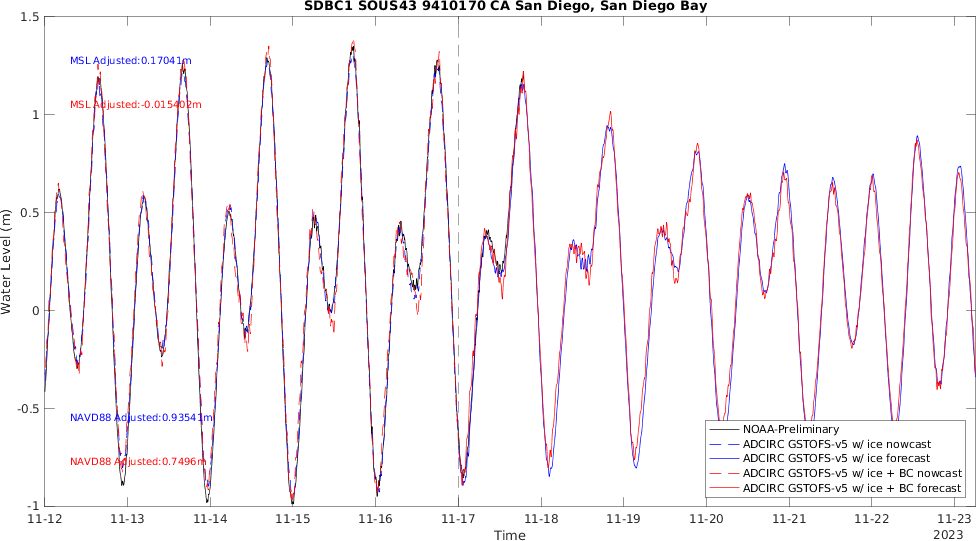 SDBC1 SOUS43 9410170 CA San Diego, San Diego Bay
1.5
1
0.5
0
-0.5
-1
Water Level (m)
MSL Adjusted:0.17041m
MSL Adjusted:-0.015402m
NAVD88 Adjusted:0.93541m
NAVD88 Adjusted:0.7496m
NOAA-Preliminary
ADCIRC GSTOFS-v5 w/ ice nowcast
ADCIRC GSTOFS-v5 w/ ice forecast
ADCIRC GSTOFS-v5 w/ ice + BC nowcast
ADCIRC GSTOFS-v5 w/ ice + BC forecast
11-12 11-13 11-14 11-15 11-16 11-17 11-18 11-19 11-20 11-21 11-22 11-23
Time
2023